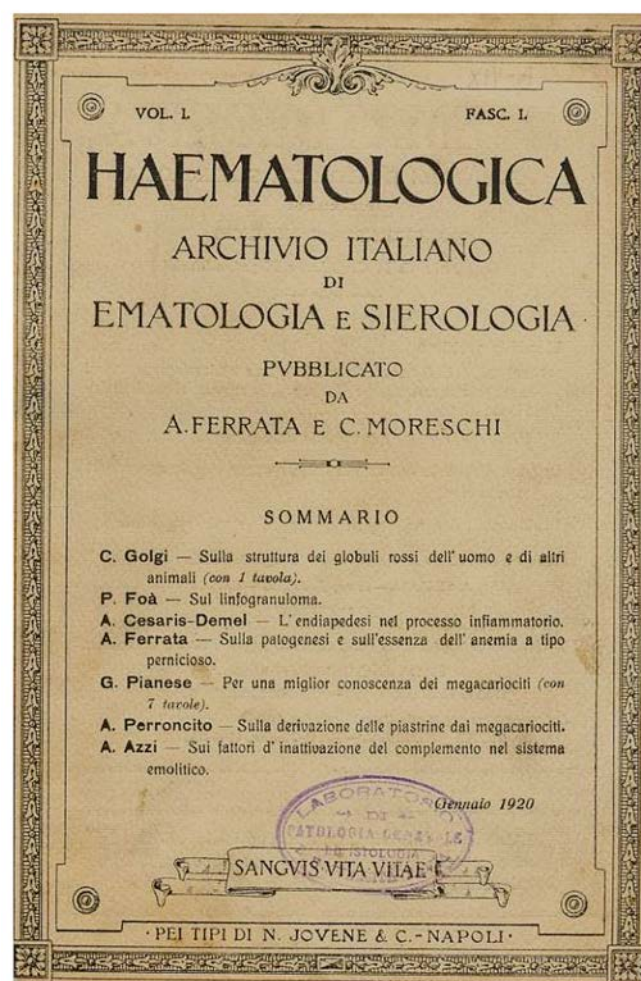 VOL. I.
FASC. I.
HAEMATOLOGICA
ARCHIVIO ITALIANO
DI
EMATOLOGIA E SIEROLOGIA
PVBBLICATO
DA
A. FERRATA E C. MORESCHI
SOMMARIO
C. Golgi — Sulla struttura dei globuli rossi dell' uomo e di altri
animali (con 1 tavola).
P. Foà — Sul linfogranuloma.
A. Cesaris-Demel — L' endiapedesi nel processo infiammatorio.
A. Ferrata — Sulla patogenesi e sull'essenza dell' anemia a tipo
pernicioso.
G. Pianese — Per una miglior conoscenza dei megacariociti (con
7 tavole).
A. Perroncito — Sulla derivazione delle piastrine dai megacariociti.
A. Azzi — Sui fattori d' inattivazione del complemento nel sistema
emolitico.
Gennaio 1920
LABORATORIO
DI
PATOLOGIA GENERALE
ISTOLOGIA
SANGVIS VITA VITAE
PEI TIPI DI N. JOVENE & C. - NAPOLI